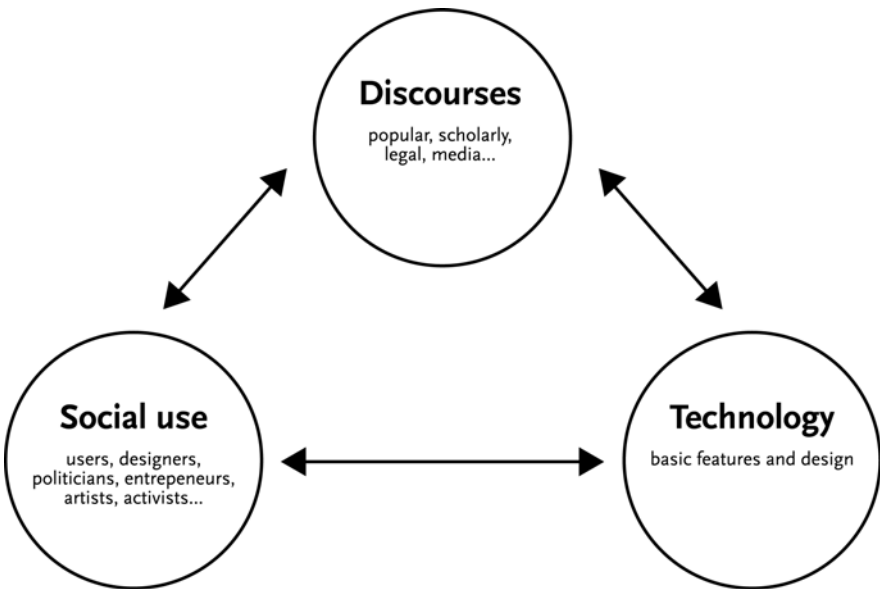 Discourses
popular, scholarly,
legal, media...
Social use
users, designers,
politicians, entrepeneurs,
artists, activists...
Technology
basic features and design